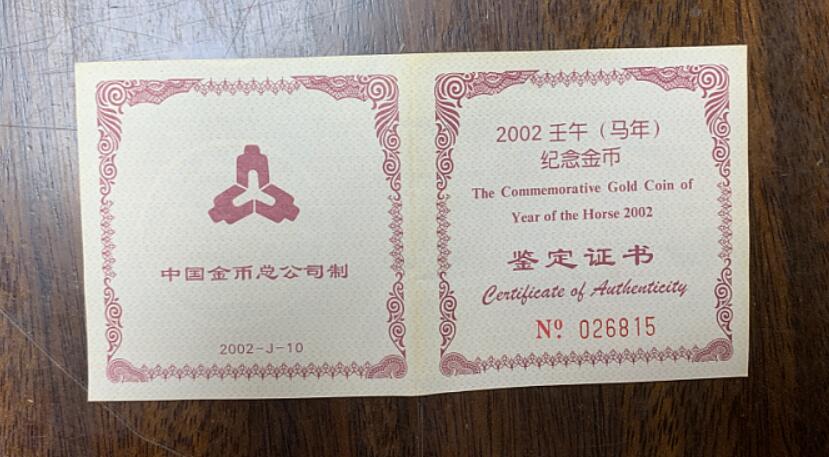 中国金币总公司制
2002-J-10
2002 壬午（马年）
纪念金币
The Commemorative Gold Coin of
Year of the Horse 2002
鉴定证书
Certificate of Authenticity
Nº 026815